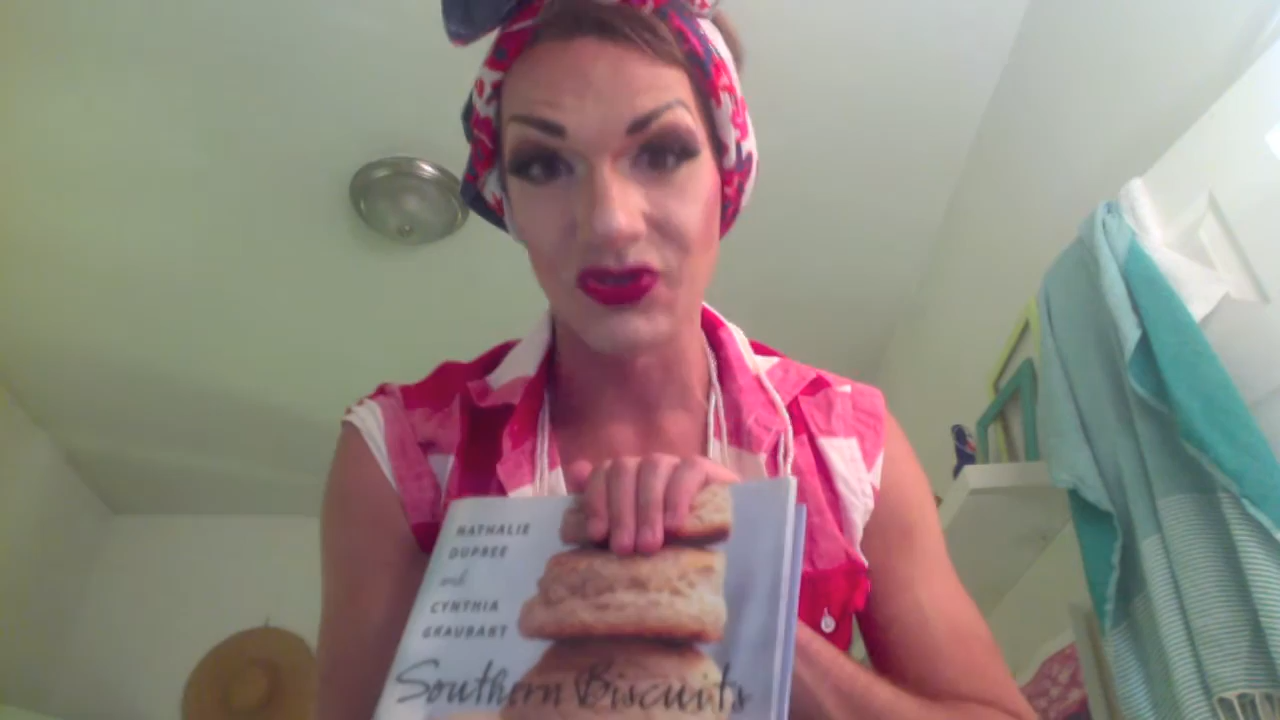 NATHALIE
DUPREE
and
CYNTHIA
GRAUBART
Southern Biscuits